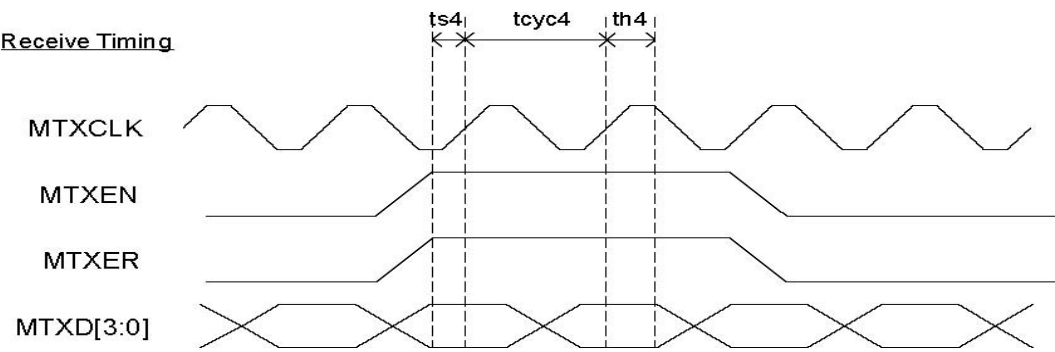 ts4 tcyc4 th4
Receive Timing
MTXCLK
MTXEN
MTXER
MTXD[3:0]